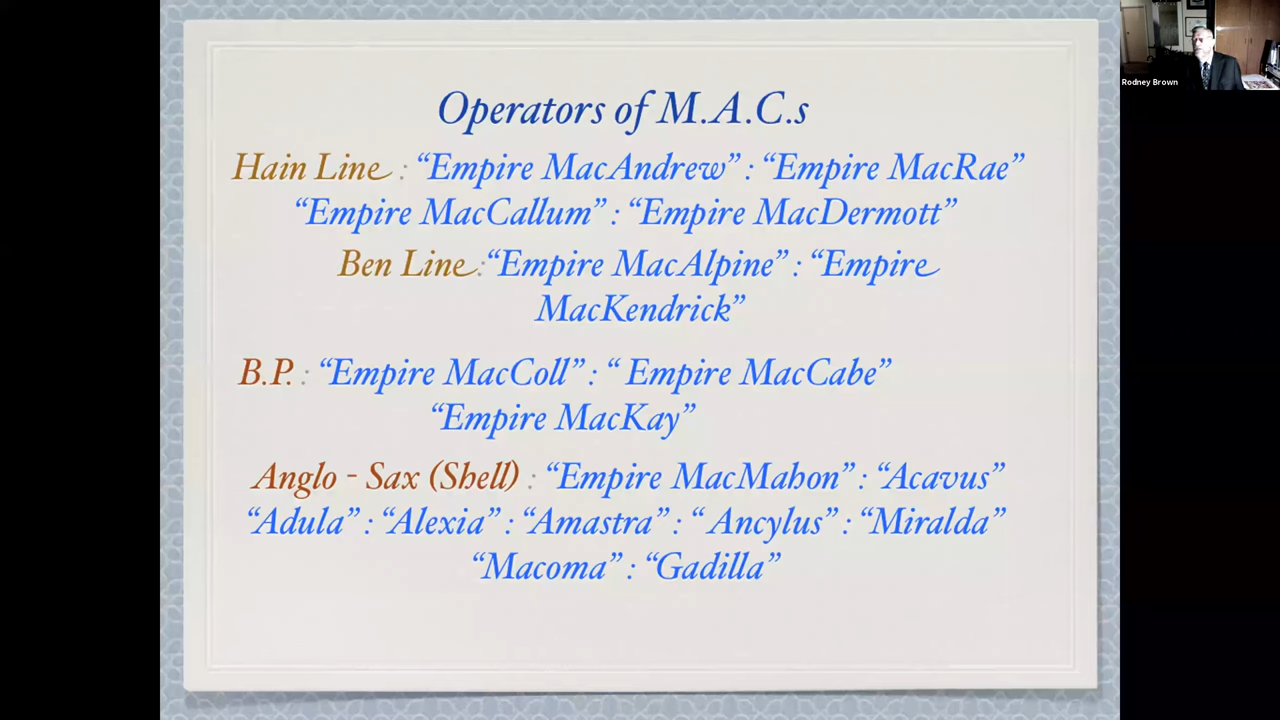 Operators of M.A.C.s
Hain Line : “Empire MacAndrew” : “Empire MacRae”
“Empire MacCallum” : “Empire MacDermott”
Ben Line :“Empire MacAlpine” : “Empire
MacKendrick”
B.P. : “Empire MacColl” : “ Empire MacCabe”
“Empire MacKay”
Anglo - Sax (Shell) : “Empire MacMahon” : “Acavus”
“Adula” : “Alexia” : “Amastra” : “ Ancylus” : “Miralda”
“Macoma” : “Gadilla”
Rodney Brown